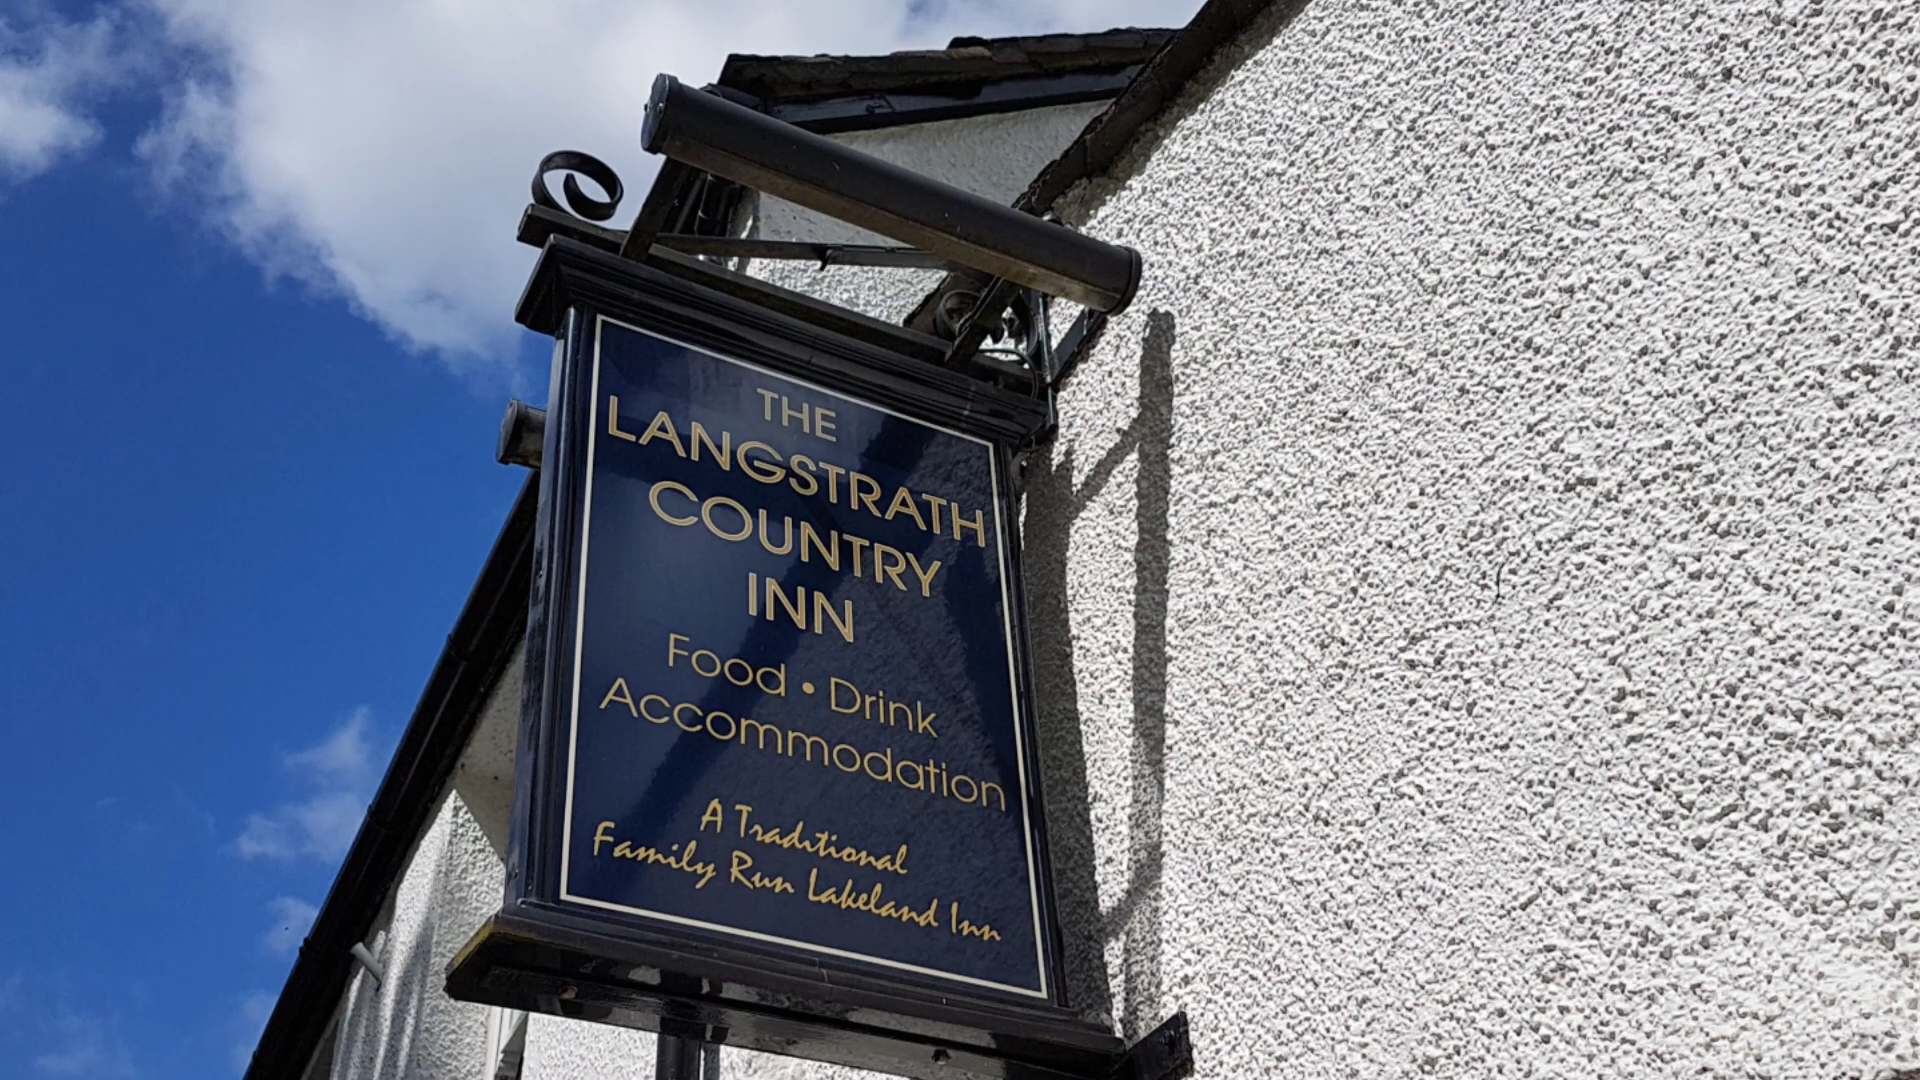 THE
LANGSTRATH
COUNTRY
INN
Food • Drink
Accommodation
A Traditional
Family Run Lakeland Inn